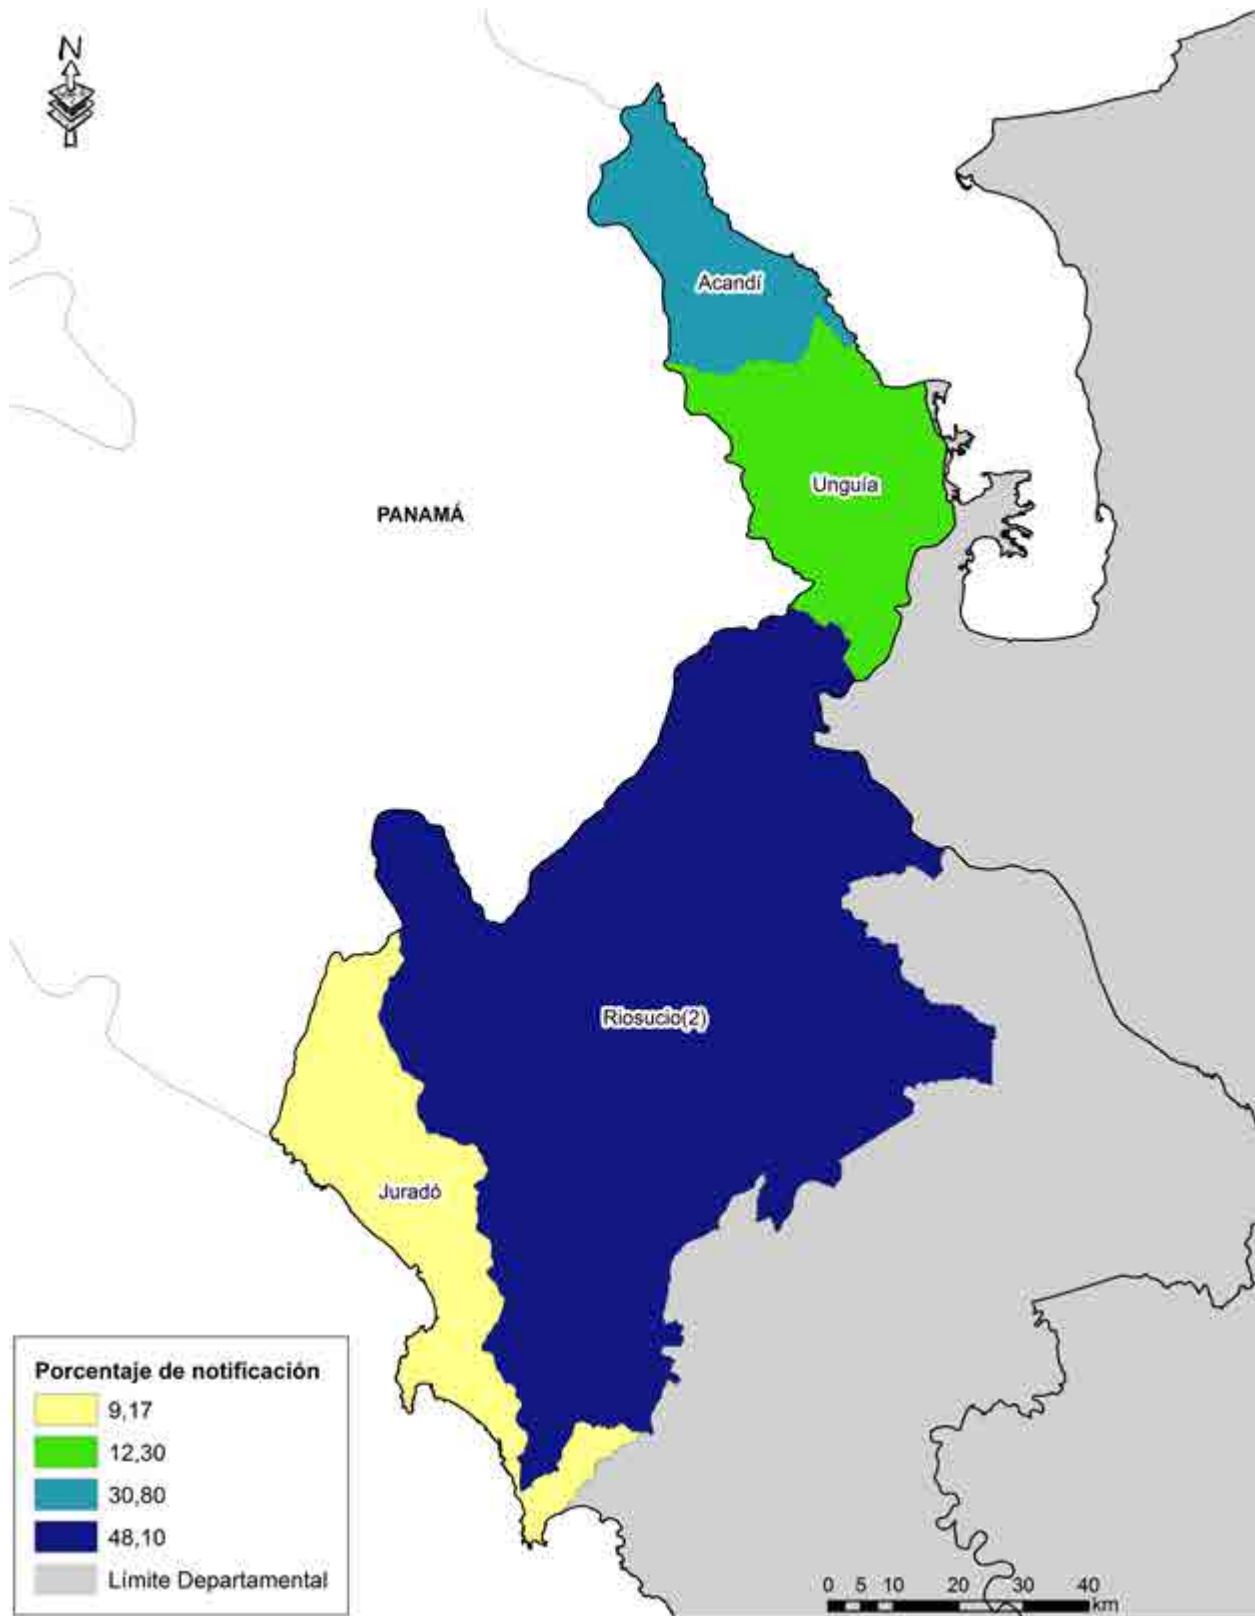 N
Acandí
Unguía
PANAMÁ
Riosucio(2)
Juradó
Porcentaje de notificación
9,17
12,30
30,80
48,10
Límite Departamental
0 5 10 20 30 40
km